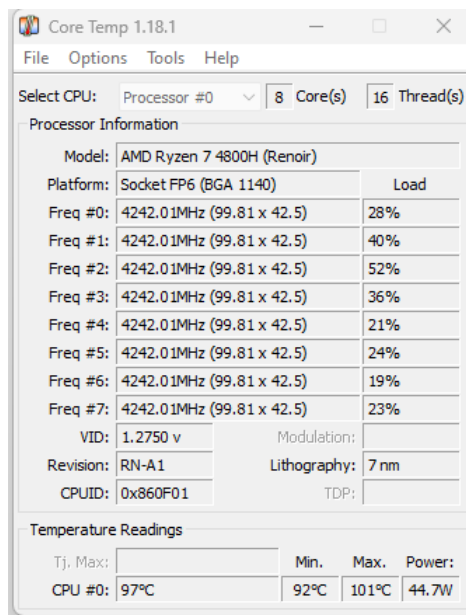 Core Temp 1.18.1
File Options Tools Help
Select CPU: Processor #0 8 Core(s) 16 Thread(s)
Processor Information
Model: AMD Ryzen 7 4800H (Renoir)
Platform: Socket FP6 (BGA 1140) Load
Freq #0: 4242.01MHz (99.81 x 42.5) 28%
Freq #1: 4242.01MHz (99.81 x 42.5) 40%
Freq #2: 4242.01MHz (99.81 x 42.5) 52%
Freq #3: 4242.01MHz (99.81 x 42.5) 36%
Freq #4: 4242.01MHz (99.81 x 42.5) 21%
Freq #5: 4242.01MHz (99.81 x 42.5) 24%
Freq #6: 4242.01MHz (99.81 x 42.5) 19%
Freq #7: 4242.01MHz (99.81 x 42.5) 23%
VID: 1.2750 v Modulation:
Revision: RN-A1 Lithography: 7 nm
CPUID: 0x860F01 TDP:
Temperature Readings
Tj. Max: Min. Max. Power:
CPU #0: 97°C 92°C 101°C 44.7W